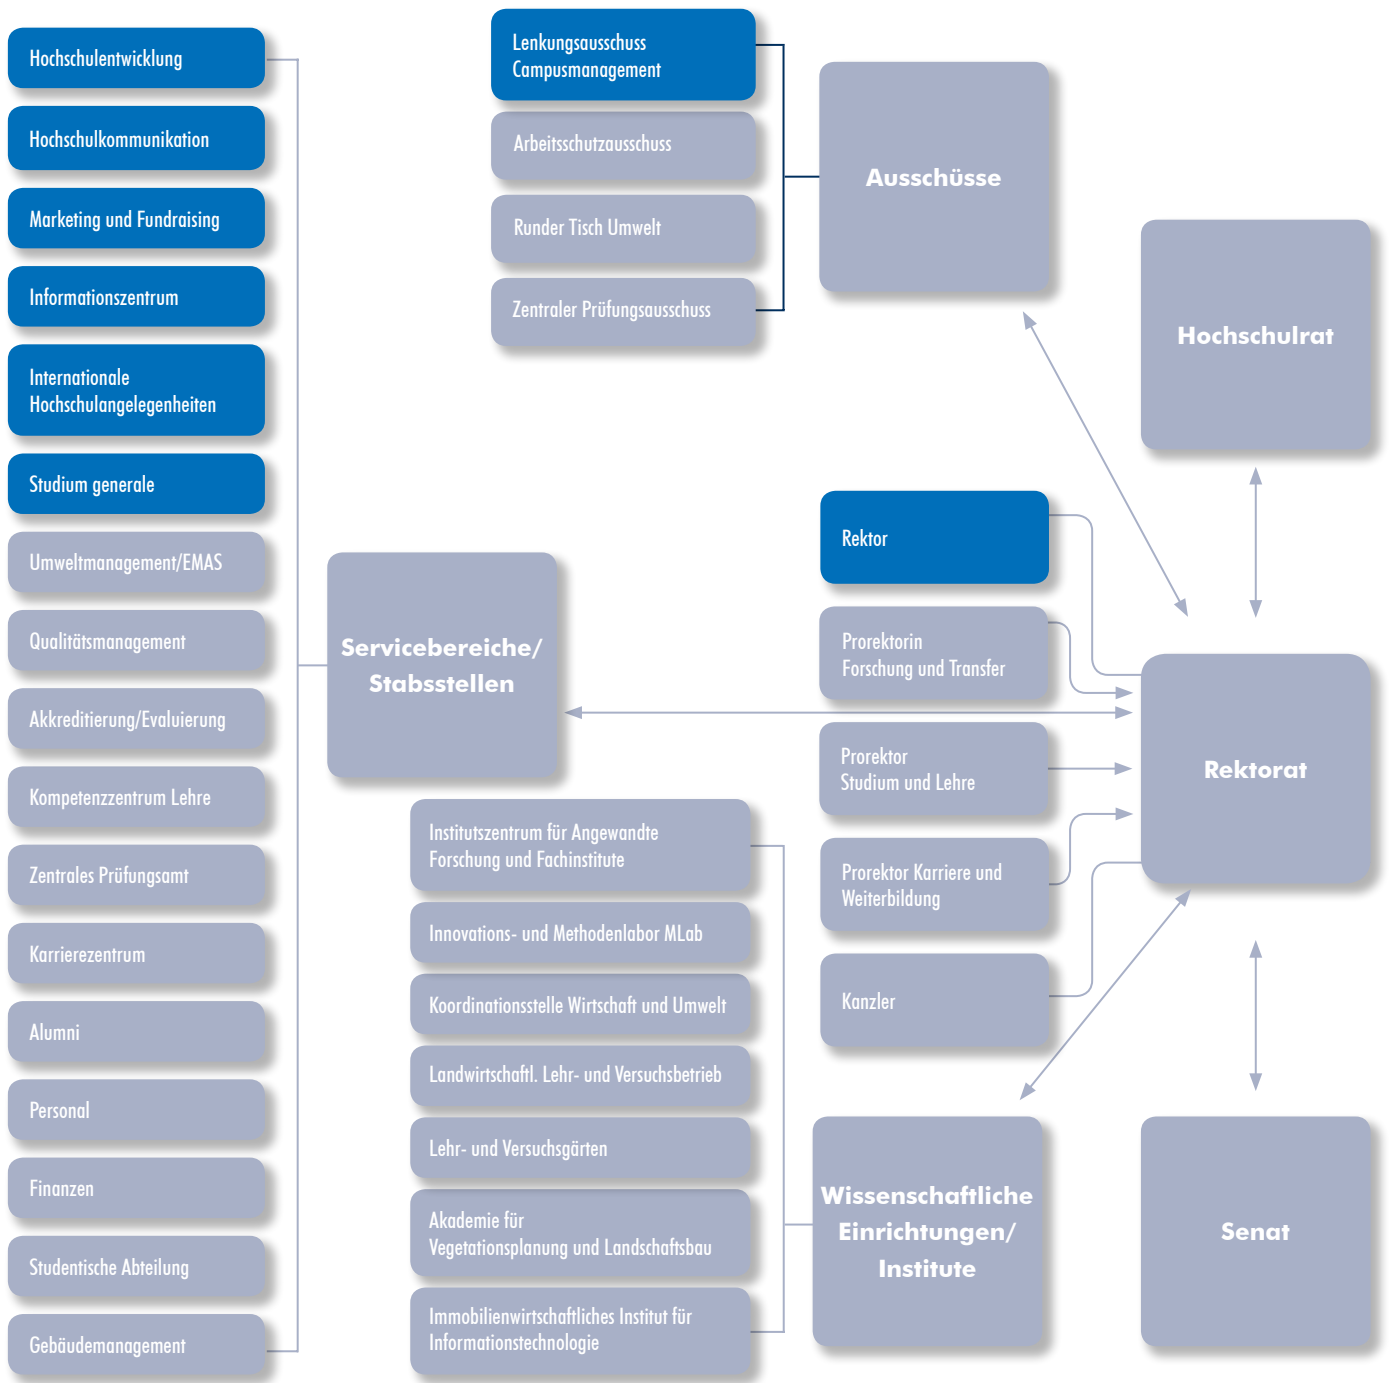 Hochschulentwicklung
Hochschulkommunikation
Marketing und Fundraising
Informationszentrum
Internationale
Hochschulangelegenheiten
Studium generale
Umweltmanagement/EMAS
Qualitätsmanagement
Akkreditierung/Evaluierung
Kompetenzzentrum Lehre
Zentrales Prüfungsamt
Karrierezentrum
Alumni
Personal
Finanzen
Studentische Abteilung
Gebäudemanagement
Servicebereiche/
Stabsstellen
Lenkungsausschuss
Campusmanagement
Arbeitsschutzausschuss
Runder Tisch Umwelt
Zentraler Prüfungsausschuss
Ausschüsse
Hochschulrat
Rektor
Prorektorin
Forschung und Transfer
Prorektor
Studium und Lehre
Prorektor Karriere und
Weiterbildung
Kanzler
Rektorat
Institutszentrum für Angewandte
Forschung und Fachinstitute
Innovations- und Methodenlabor MLab
Koordinationsstelle Wirtschaft und Umwelt
Landwirtschaftl. Lehr- und Versuchsbetrieb
Lehr- und Versuchsgärten
Akademie für
Vegetationsplanung und Landschaftsbau
Immobilienwirtschaftliches Institut für
Informationstechnologie
Wissenschaftliche
Einrichtungen/
Institute
Senat